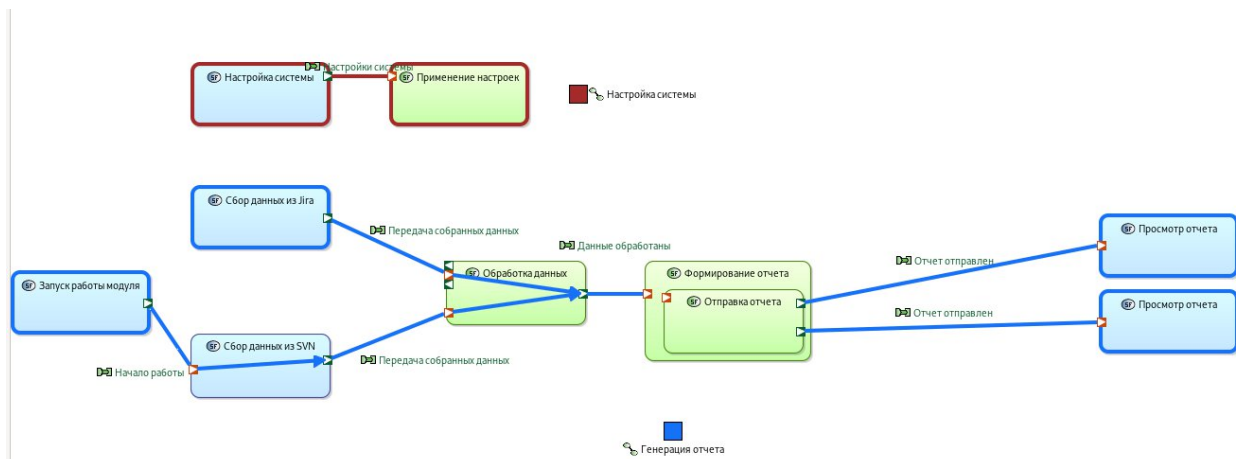 Настройки системы
SF Настройка системы
SF Применение настроек
Настройка системы
SF Сбор данных из Jira
Передача собранных данных
Данные обработаны
SF Просмотр отчета
Отчет отправлен
SF Запуск работы модуля
SF Обработка данных
SF Формирование отчета
SF Отправка отчета
SF Просмотр отчета
Отчет отправлен
SF Сбор данных из SVN
Передача собранных данных
Начало работы
Генерация отчета